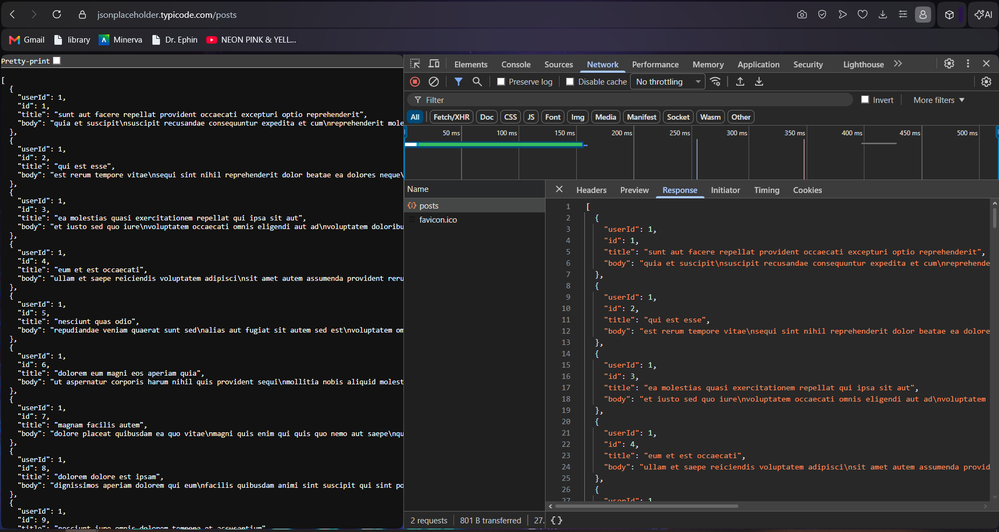 jsonplaceholder.typicode.com/posts
AI
Gmail
library
Minerva
Dr. Ephin
NEON PINK & YELL...
Pretty-print
[
  {
    "userId": 1,
    "id": 1,
    "title": "sunt aut facere repellat provident occaecati excepturi optio reprehenderit",
    "body": "quia et suscipit\nsuscipit recusandae consequuntur expedita et cum\nreprehenderit mole
  },
  {
    "userId": 1,
    "id": 2,
    "title": "qui est esse",
    "body": "est rerum tempore vitae\nsequi sint nihil reprehenderit dolor beatae ea dolores neque\
  },
  {
    "userId": 1,
    "id": 3,
    "title": "ea molestias quasi exercitationem repellat qui ipsa sit aut",
    "body": "et iusto sed quo iure\nvoluptatem occaecati omnis eligendi aut ad\nvoluptatem doloribu
  },
  {
    "userId": 1,
    "id": 4,
    "title": "eum et est occaecati",
    "body": "ullam et saepe reiciendis voluptatem adipisci\nsit amet autem assumenda provident reru
  },
  {
    "userId": 1,
    "id": 5,
    "title": "nesciunt quas odio",
    "body": "repudiandae veniam quaerat sunt sed\nalias aut fugiat sit autem sed est\nvoluptatem om
  },
  {
    "userId": 1,
    "id": 6,
    "title": "dolorem eum magni eos aperiam quia",
    "body": "ut aspernatur corporis harum nihil quis provident sequi\nmollitia nobis aliquid molest
  },
  {
    "userId": 1,
    "id": 7,
    "title": "magnam facilis autem",
    "body": "dolore placeat quibusdam ea quo vitae\nmagni quis enim qui quis quo nemo aut saepe\nqu
  },
  {
    "userId": 1,
    "id": 8,
    "title": "dolorem dolore est ipsam",
    "body": "dignissimos aperiam dolorem qui eum\nfacilis quibusdam animi sint suscipit qui sint po
  },
  {
    "userId": 1,
    "id": 9,
    "title": "nesciunt iure omnis dolorem tempora et accusantium"
Elements Console Sources Network Performance Memory Application Security Lighthouse
Preserve log Disable cache No throttling
Filter Invert More filters
All Fetch/XHR Doc CSS JS Font Img Media Manifest Socket Wasm Other
50 ms 100 ms 150 ms 200 ms 250 ms 300 ms 350 ms 400 ms 450 ms 500 ms
Name
posts
favicon.ico
Headers Preview Response Initiator Timing Cookies
1 [
2   {
3     "userId": 1,
4     "id": 1,
5     "title": "sunt aut facere repellat provident occaecati excepturi optio reprehenderit",
6     "body": "quia et suscipit\nsuscipit recusandae consequuntur expedita et cum\nreprehende
7   },
8   {
9     "userId": 1,
10     "id": 2,
11     "title": "qui est esse",
12     "body": "est rerum tempore vitae\nsequi sint nihil reprehenderit dolor beatae ea dolore
13   },
14   {
15     "userId": 1,
16     "id": 3,
17     "title": "ea molestias quasi exercitationem repellat qui ipsa sit aut",
18     "body": "et iusto sed quo iure\nvoluptatem occaecati omnis eligendi aut ad\nvoluptatem
19   },
20   {
21     "userId": 1,
22     "id": 4,
23     "title": "eum et est occaecati",
24     "body": "ullam et saepe reiciendis voluptatem adipisci\nsit amet autem assumenda provid
25   },
26   {
27     "userId": 1
2 requests 801 B transferred 27.
{}